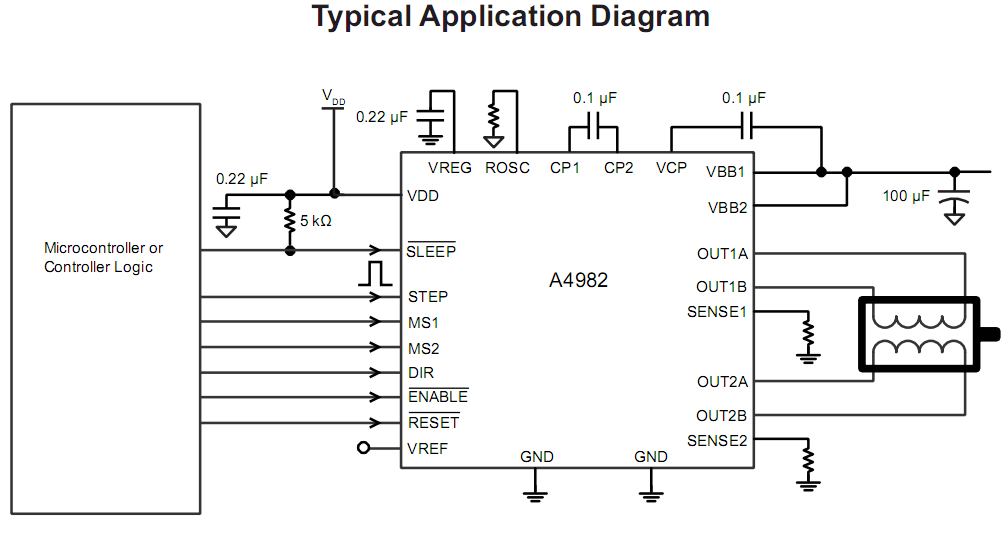 Typical Application Diagram
VDD
0.22 µF
0.1 µF
0.1 µF
0.22 µF
5 kΩ
100 µF
Microcontroller or
Controller Logic
VREG
ROSC
CP1
CP2
VCP
VBB1
VDD
VBB2
SLEEP
OUT1A
A4982
OUT1B
STEP
SENSE1
MS1
MS2
DIR
OUT2A
ENABLE
OUT2B
RESET
SENSE2
VREF
GND
GND